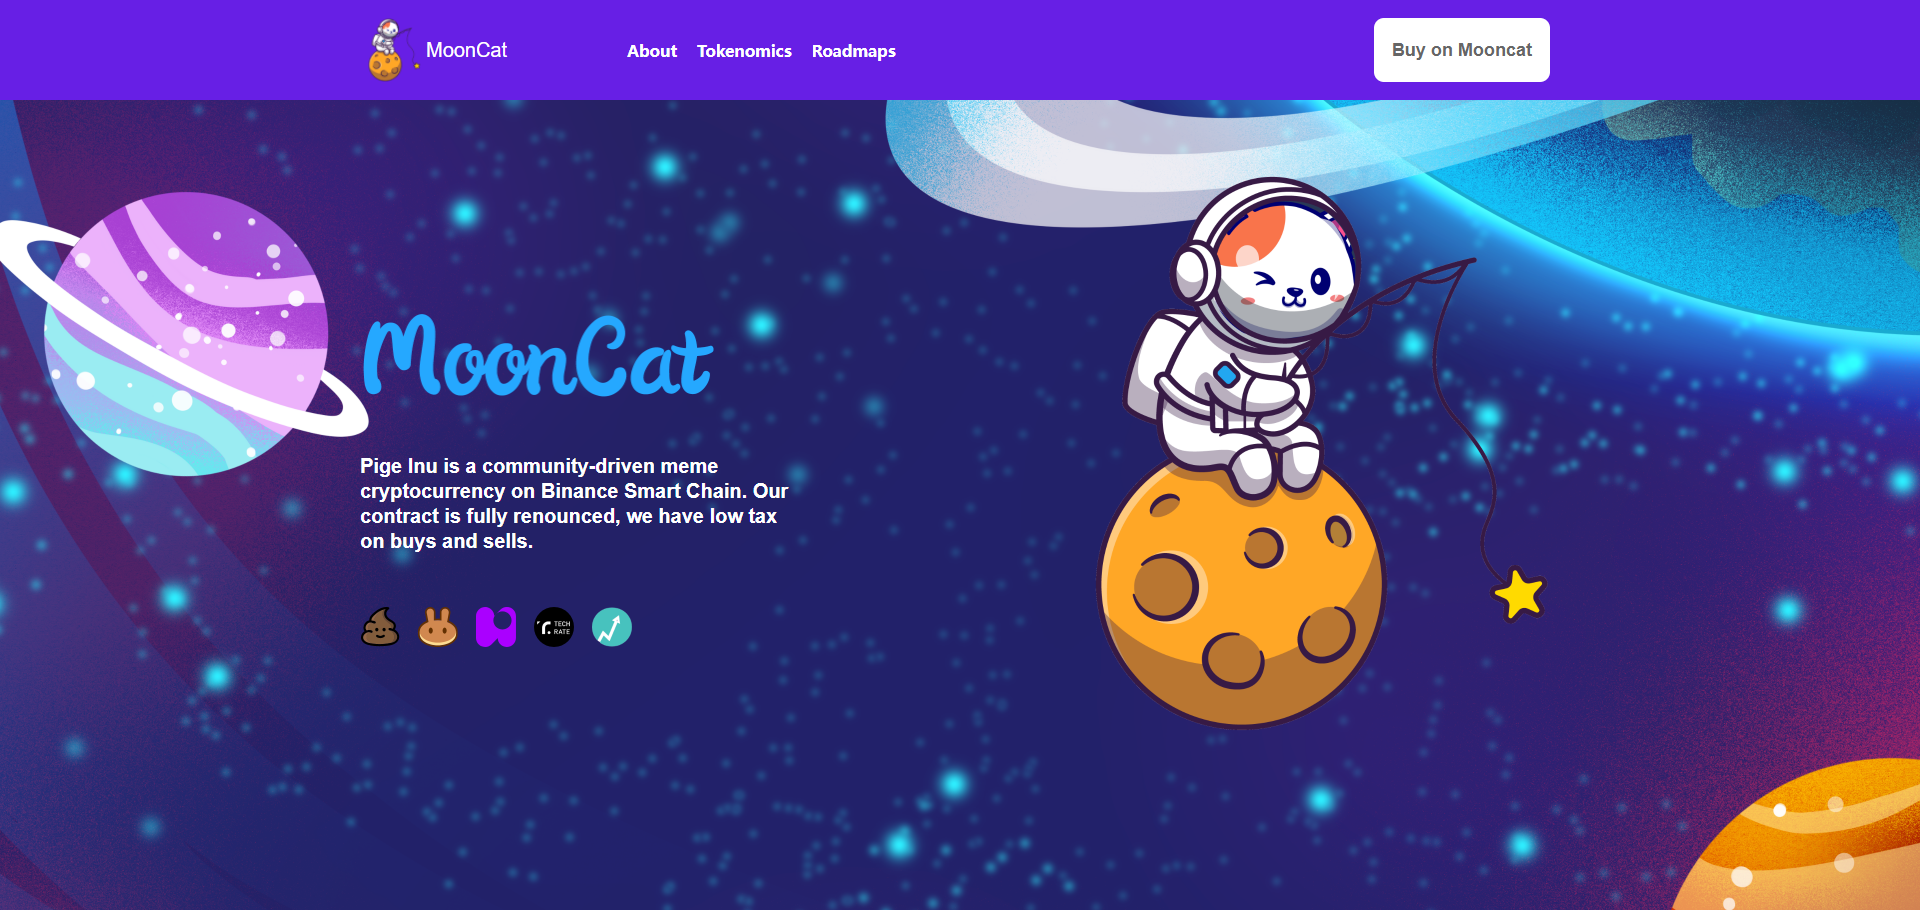 MoonCat
About
Tokenomics
Roadmaps
Buy on Mooncat
MoonCat
Pige Inu is a community-driven meme
cryptocurrency on Binance Smart Chain. Our
contract is fully renounced, we have low tax
on buys and sells.
TECH
RATE